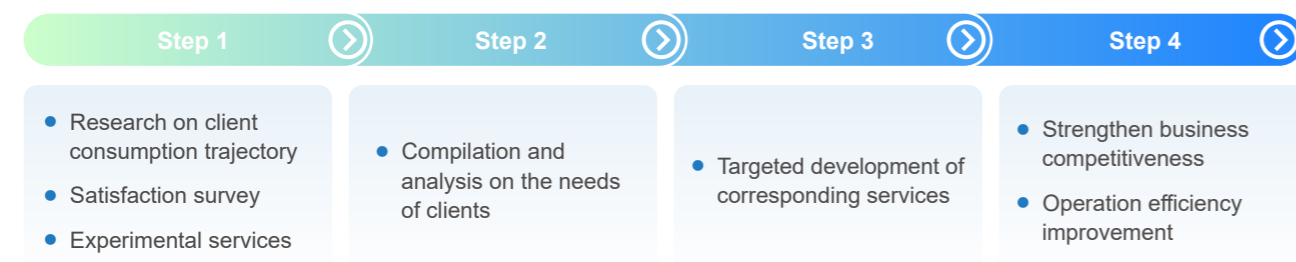 Step 1
Step 2
Step 3
Step 4
Research on client
consumption trajectory
Satisfaction survey
Experimental services
Compilation and
analysis on the needs
of clients
Targeted development of
corresponding services
Strengthen business
competitiveness
Operation efficiency
improvement